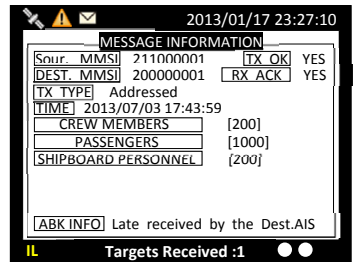 2013/01/17 23:27:10
MESSAGE INFORMATION
Sour. MMSI 211000001 TX OK YES
DEST. MMSI 200000001 RX ACK YES
TX TYPE Addressed
TIME 2013/07/03 17:43:59
CREW MEMBERS [200]
PASSENGERS [1000]
SHIPBOARD PERSONNEL [200]
ABK INFO Late received by the Dest.AIS
IL Targets Received :1